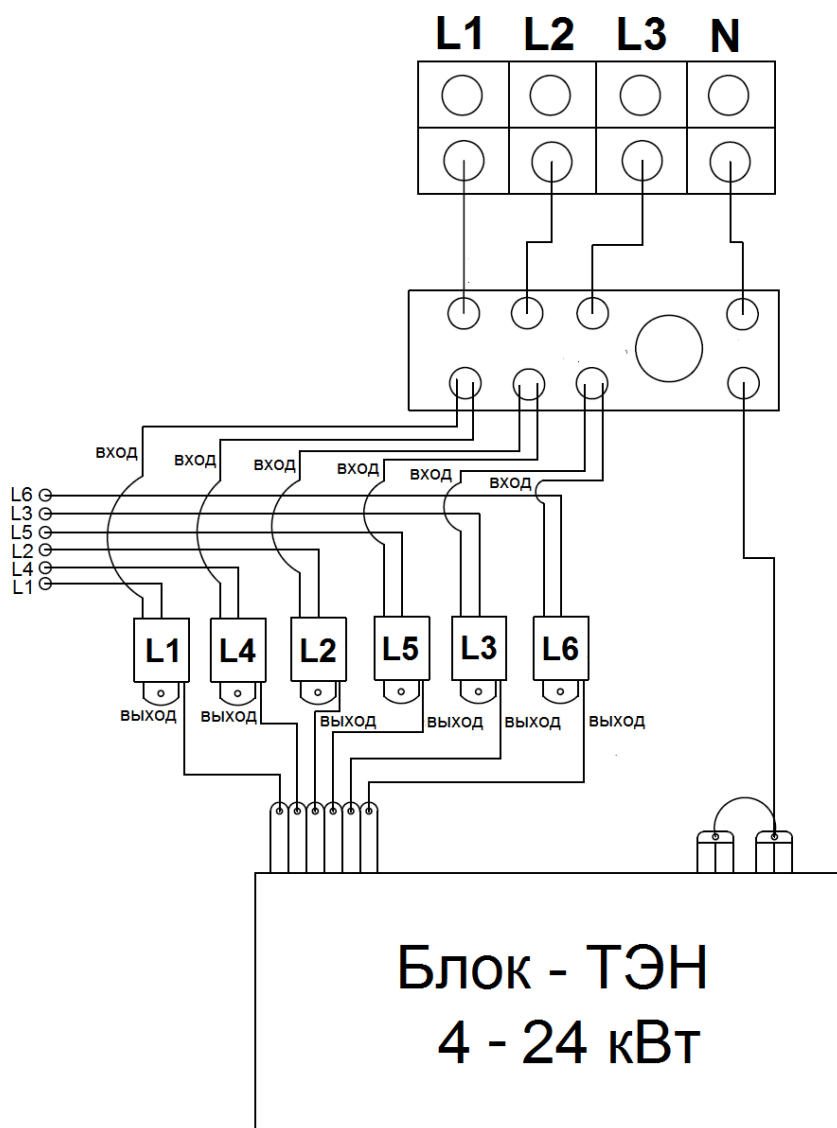 L1 L2 L3 N
вход
вход
вход
вход
вход
вход
L6
L3
L5
L2
L4
L1
L1 L4 L2 L5 L3 L6
выход выход выход выход выход выход
Блок - ТЭН
4 - 24 кВт